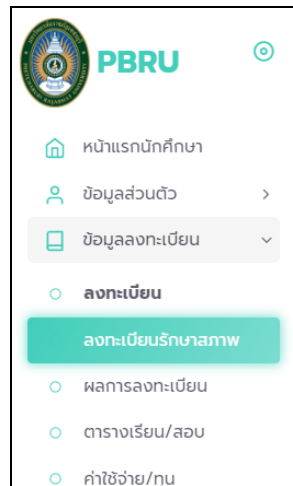 PBRU
หน้าแรกนักศึกษา
ข้อมูลส่วนตัว
ข้อมูลลงทะเบียน
ลงทะเบียน
ลงทะเบียนรักษาสภาพ
ผลการลงทะเบียน
ตารางเรียน/สอบ
ค่าใช้จ่าย/ทุน